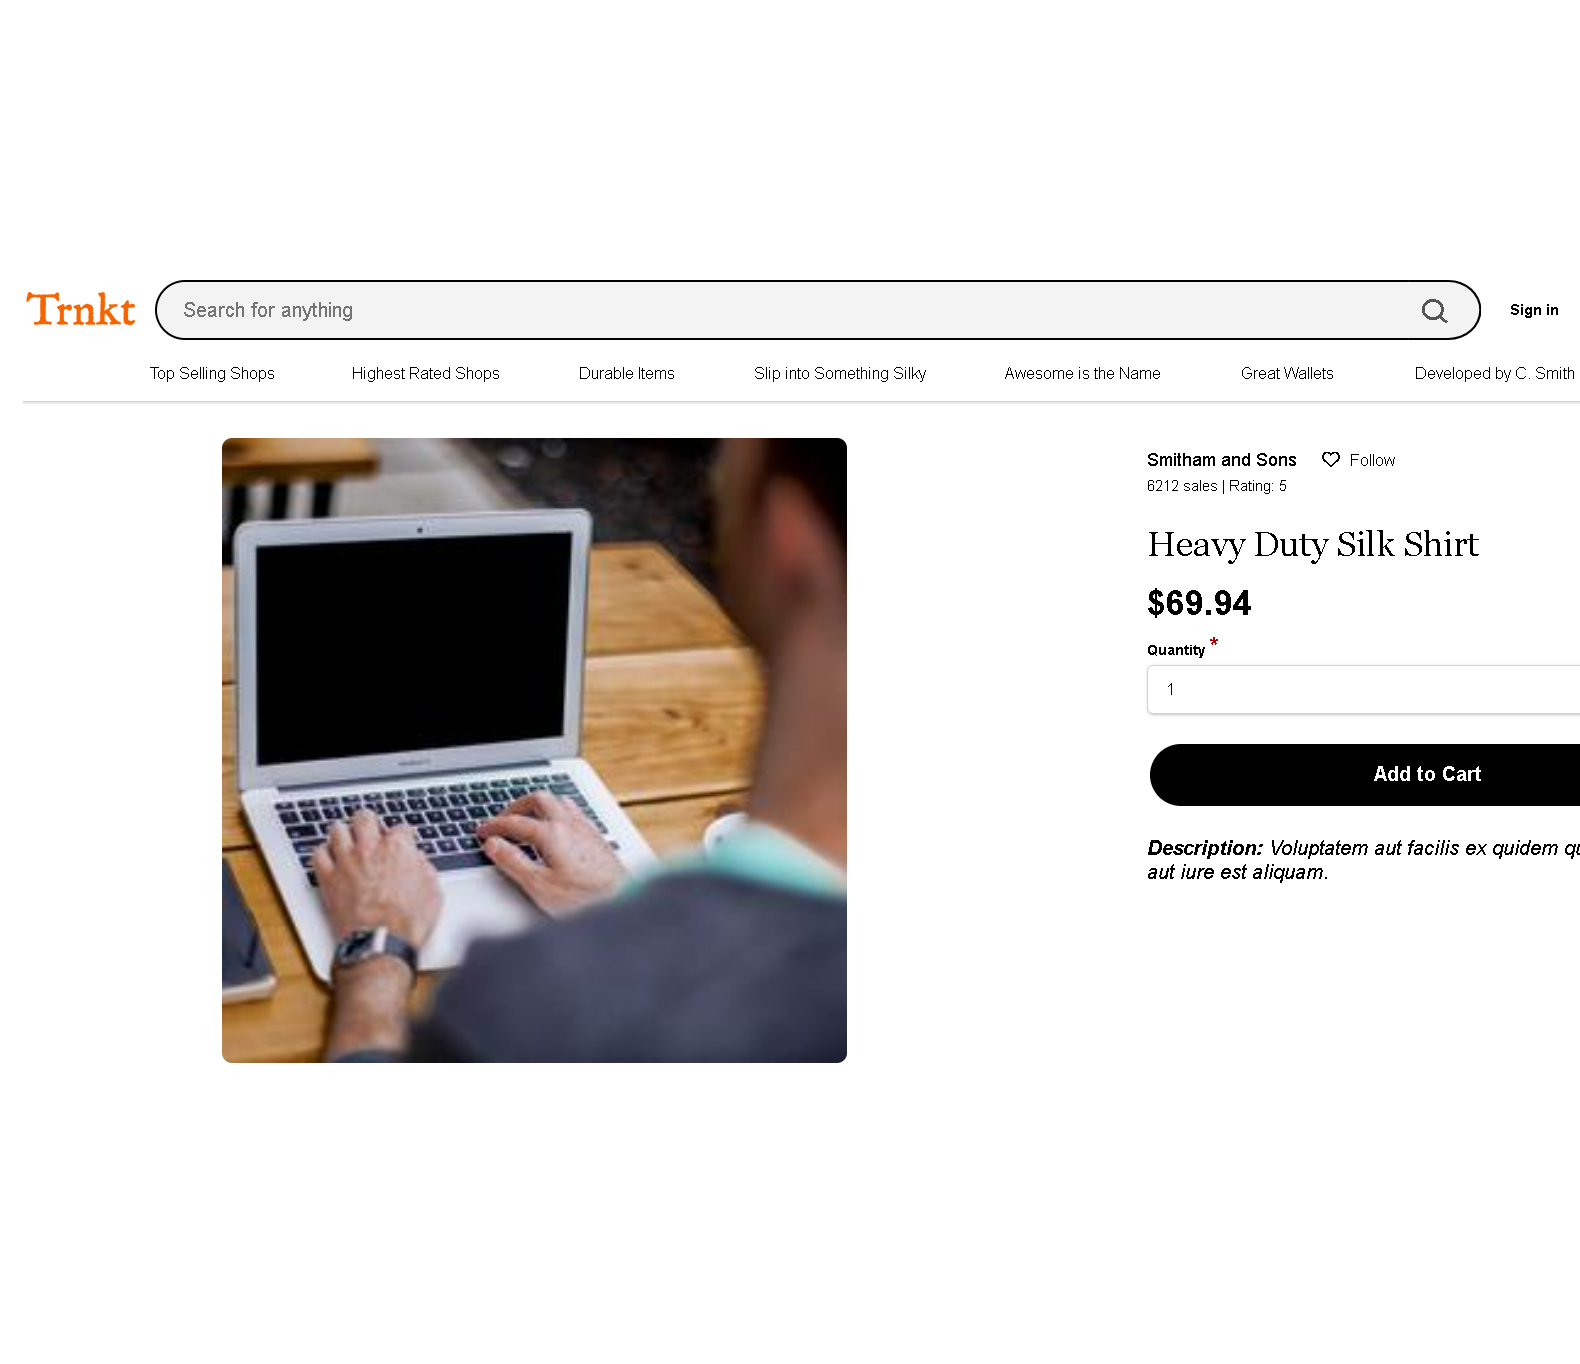 Trnkt
Search for anything
Sign in
Top Selling Shops
Highest Rated Shops
Durable Items
Slip into Something Silky
Awesome is the Name
Great Wallets
Developed by C. Smith
Smitham and Sons
Follow
6212 sales | Rating: 5
Heavy Duty Silk Shirt
$69.94
Quantity *
1
Add to Cart
Description: Voluptatem aut facilis ex quidem
aut iure est aliquam.